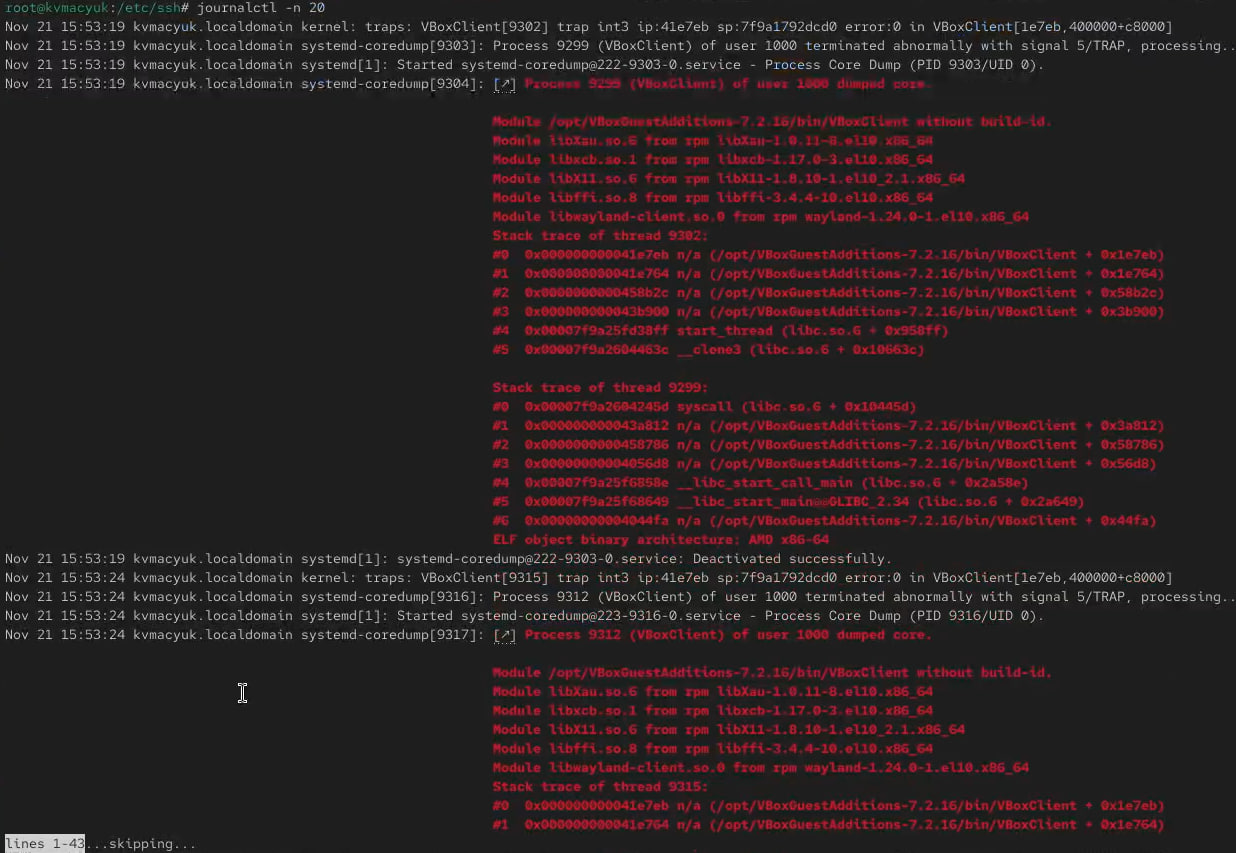 root@kvmacyuk:/etc/ssh# journalctl -n 20
Nov 21 15:53:19 kvmacyuk.localdomain kernel: traps: VBoxClient[9302] trap int3 ip:41e7eb sp:7f9a1792dcd0 error:0 in VBoxClient[1e7eb,400000+c8000]
Nov 21 15:53:19 kvmacyuk.localdomain systemd-coredump[9303]: Process 9299 (VBoxClient) of user 1000 terminated abnormally with signal 5/TRAP, processing..
Nov 21 15:53:19 kvmacyuk.localdomain systemd[1]: Started systemd-coredump@222-9303-0.service - Process Core Dump (PID 9303/UID 0).
Nov 21 15:53:19 kvmacyuk.localdomain systemd-coredump[9304]: [↗] Process 9299 (VBoxClient) of user 1000 dumped core.
Module /opt/VBoxGuestAdditions-7.2.16/bin/VBoxClient without build-id.
Module libXau.so.6 from rpm libXau-1.0.11-8.el10.x86_64
Module libxcb.so.1 from rpm libxcb-1.17.0-3.el10.x86_64
Module libX11.so.6 from rpm libX11-1.8.10-1.el10_2.1.x86_64
Module libffi.so.8 from rpm libffi-3.4.4-10.el10.x86_64
Module libwayland-client.so.0 from rpm wayland-1.24.0-1.el10.x86_64
Stack trace of thread 9302:
#0  0x000000000041e7eb n/a (/opt/VBoxGuestAdditions-7.2.16/bin/VBoxClient + 0x1e7eb)
#1  0x000000000041e764 n/a (/opt/VBoxGuestAdditions-7.2.16/bin/VBoxClient + 0x1e764)
#2  0x0000000000458b2c n/a (/opt/VBoxGuestAdditions-7.2.16/bin/VBoxClient + 0x58b2c)
#3  0x000000000043b900 n/a (/opt/VBoxGuestAdditions-7.2.16/bin/VBoxClient + 0x3b900)
#4  0x00007f9a25fd38ff start_thread (libc.so.6 + 0x958ff)
#5  0x00007f9a2604463c __clone3 (libc.so.6 + 0x10663c)
Stack trace of thread 9299:
#0  0x00007f9a2604245d syscall (libc.so.6 + 0x10445d)
#1  0x000000000043a812 n/a (/opt/VBoxGuestAdditions-7.2.16/bin/VBoxClient + 0x3a812)
#2  0x0000000000458786 n/a (/opt/VBoxGuestAdditions-7.2.16/bin/VBoxClient + 0x58786)
#3  0x00000000004056d8 n/a (/opt/VBoxGuestAdditions-7.2.16/bin/VBoxClient + 0x56d8)
#4  0x00007f9a25f6858e __libc_start_call_main (libc.so.6 + 0x2a58e)
#5  0x00007f9a25f68649 __libc_start_main@@GLIBC_2.34 (libc.so.6 + 0x2a649)
#6  0x00000000004044fa n/a (/opt/VBoxGuestAdditions-7.2.16/bin/VBoxClient + 0x44fa)
ELF object binary architecture: AMD x86-64
Nov 21 15:53:19 kvmacyuk.localdomain systemd[1]: systemd-coredump@222-9303-0.service: Deactivated successfully.
Nov 21 15:53:24 kvmacyuk.localdomain kernel: traps: VBoxClient[9315] trap int3 ip:41e7eb sp:7f9a1792dcd0 error:0 in VBoxClient[1e7eb,400000+c8000]
Nov 21 15:53:24 kvmacyuk.localdomain systemd-coredump[9316]: Process 9312 (VBoxClient) of user 1000 terminated abnormally with signal 5/TRAP, processing..
Nov 21 15:53:24 kvmacyuk.localdomain systemd[1]: Started systemd-coredump@223-9316-0.service - Process Core Dump (PID 9316/UID 0).
Nov 21 15:53:24 kvmacyuk.localdomain systemd-coredump[9317]: [↗] Process 9312 (VBoxClient) of user 1000 dumped core.
Module /opt/VBoxGuestAdditions-7.2.16/bin/VBoxClient without build-id.
Module libXau.so.6 from rpm libXau-1.0.11-8.el10.x86_64
Module libxcb.so.1 from rpm libxcb-1.17.0-3.el10.x86_64
Module libX11.so.6 from rpm libX11-1.8.10-1.el10_2.1.x86_64
Module libffi.so.8 from rpm libffi-3.4.4-10.el10.x86_64
Module libwayland-client.so.0 from rpm wayland-1.24.0-1.el10.x86_64
Stack trace of thread 9315:
#0  0x000000000041e7eb n/a (/opt/VBoxGuestAdditions-7.2.16/bin/VBoxClient + 0x1e7eb)
#1  0x000000000041e764 n/a (/opt/VBoxGuestAdditions-7.2.16/bin/VBoxClient + 0x1e764)
lines 1-43...skipping...